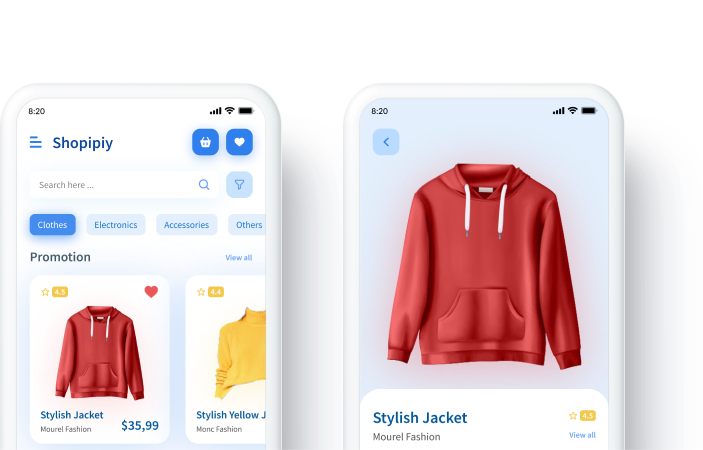 8:20
Shopipiy
Search here ...
Clothes Electronics Accessories Others
Promotion View all
4.5
Stylish Jacket
Mourel Fashion $35,99
4.4
Stylish Yellow J
Monc Fashion
8:20
Stylish Jacket 4.5
Mourel Fashion View all